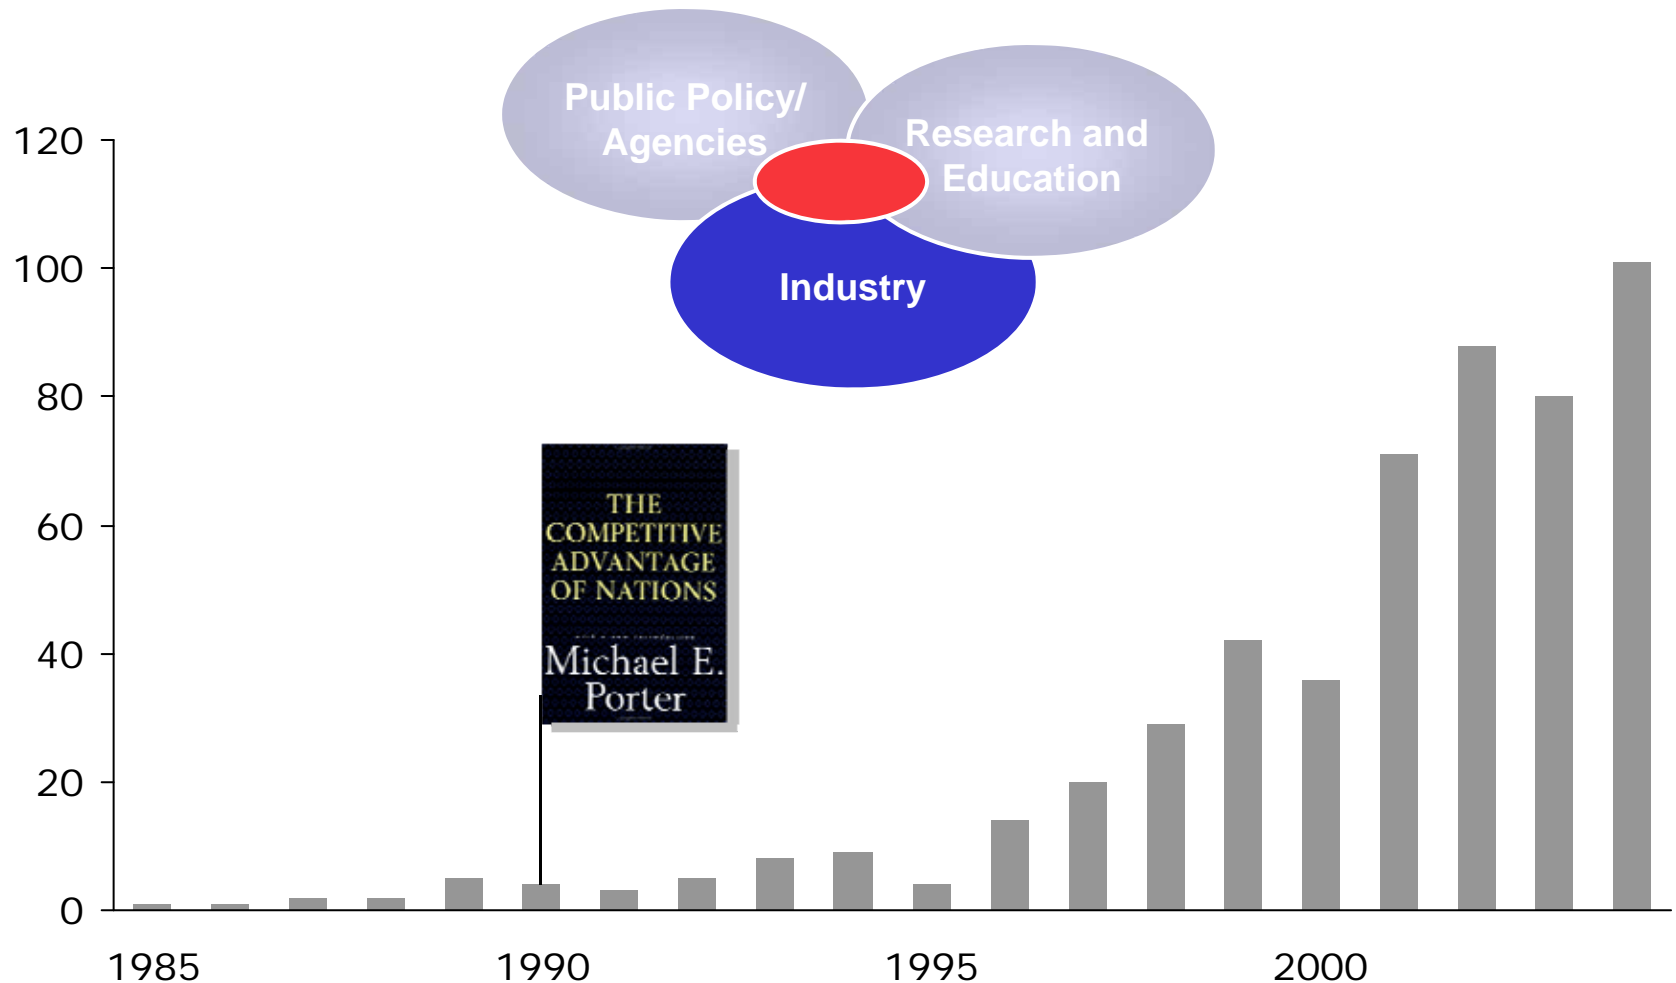 Public Policy/
Agencies
Research and
Education
Industry
120
100
80
60
40
20
0
THE
COMPETITIVE
ADVANTAGE
OF NATIONS
Michael E.
Porter
1985
1990
1995
2000